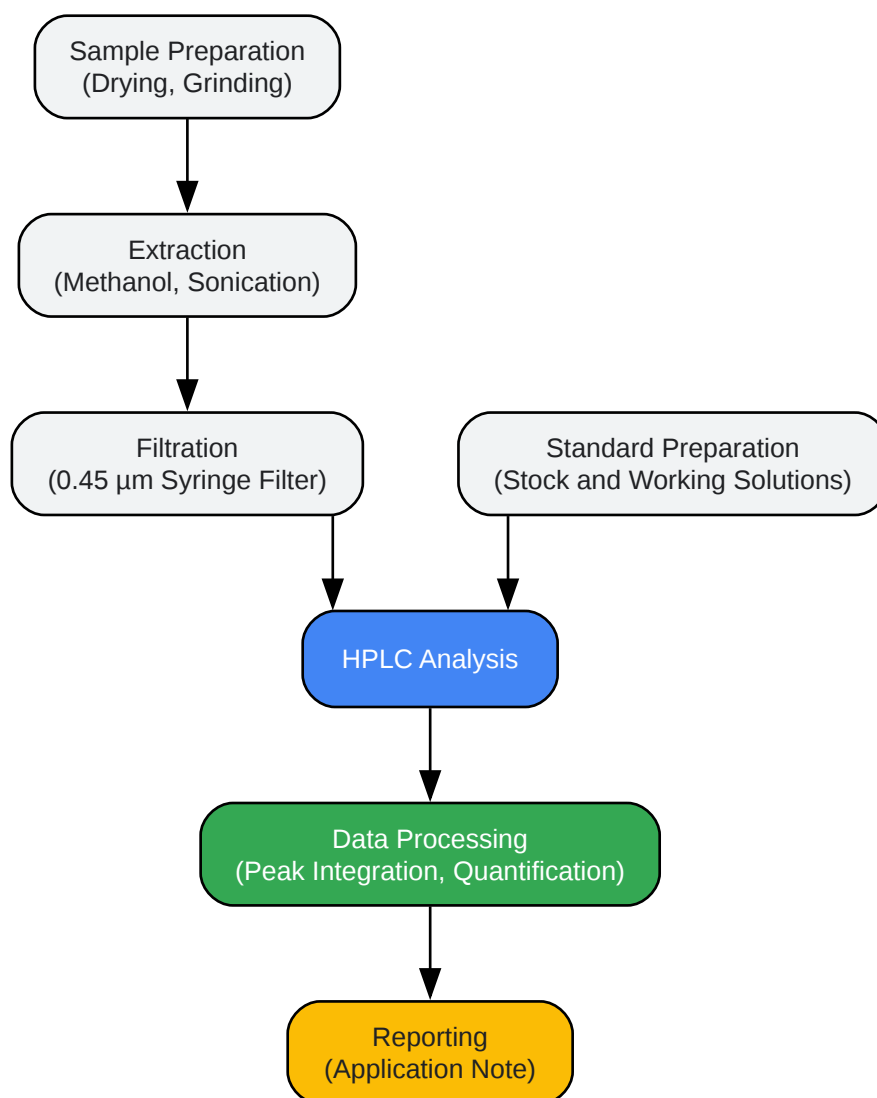 Sample Preparation
(Drying, Grinding)
Extraction
(Methanol, Sonication)
Filtration
(0.45 µm Syringe Filter)
Standard Preparation
(Stock and Working Solutions)
HPLC Analysis
Data Processing
(Peak Integration, Quantification)
Reporting
(Application Note)